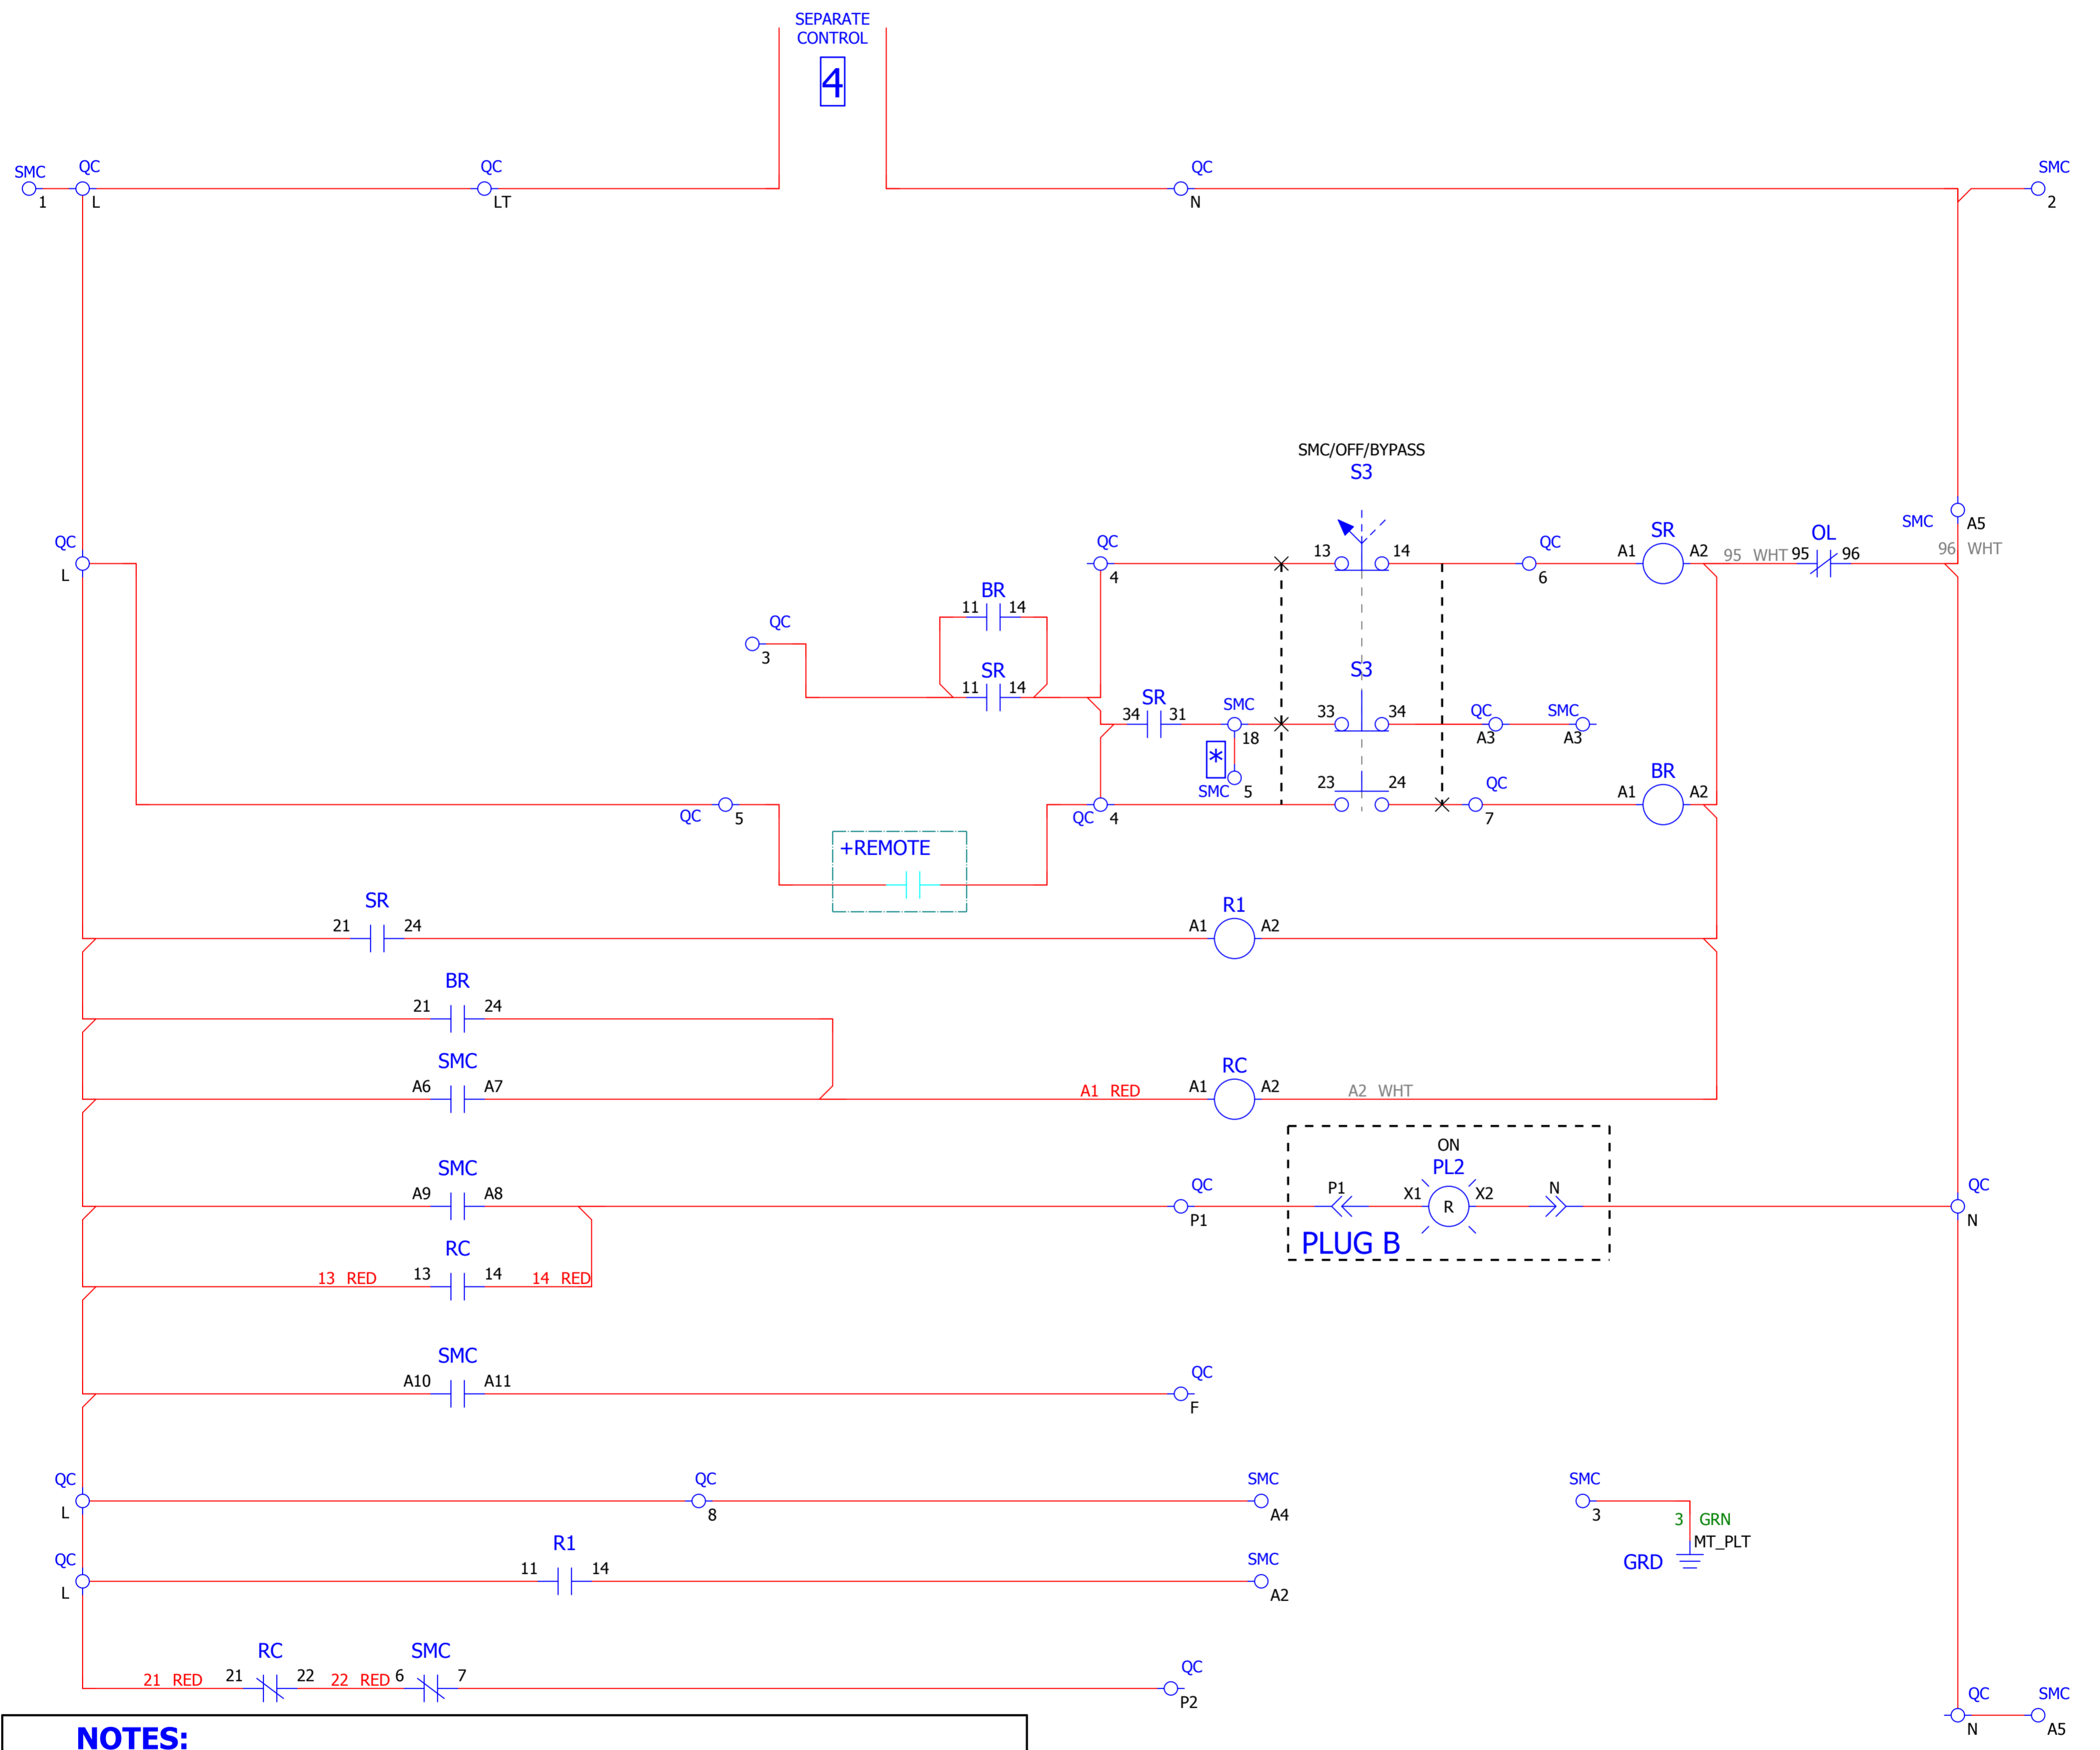 SEPARATE
CONTROL
4
SMC
1
QC
L
QC
LT
QC
N
SMC
2
SMC/OFF/BYPASS
S3
QC
L
QC
4
13
14
QC
6
SR
A1
A2
95 WHT
OL
95
96
SMC
A5
96 WHT
BR
11
14
QC
3
SR
11
14
SR
34
31
SMC
18
*
SMC 5
S3
33
34
QC
A3
SMC
A3
QC
5
QC 4
23
24
QC
7
BR
A1
A2
+REMOTE
SR
21
24
R1
A1
A2
BR
21
24
SMC
A6
A7
A1 RED
RC
A1
A2
A2 WHT
SMC
A9
A8
QC
P1
ON
PL2
P1
X1
R
X2
N
PLUG B
QC
N
RC
13 RED
13
14
14 RED
SMC
A10
A11
QC
F
QC
L
QC
8
SMC
A4
SMC
3
3 GRN
MT_PLT
GRD
QC
L
R1
11
14
SMC
A2
RC
21 RED
21
22
22 RED
SMC
6
7
QC
P2
QC
N
SMC
A5
NOTES: